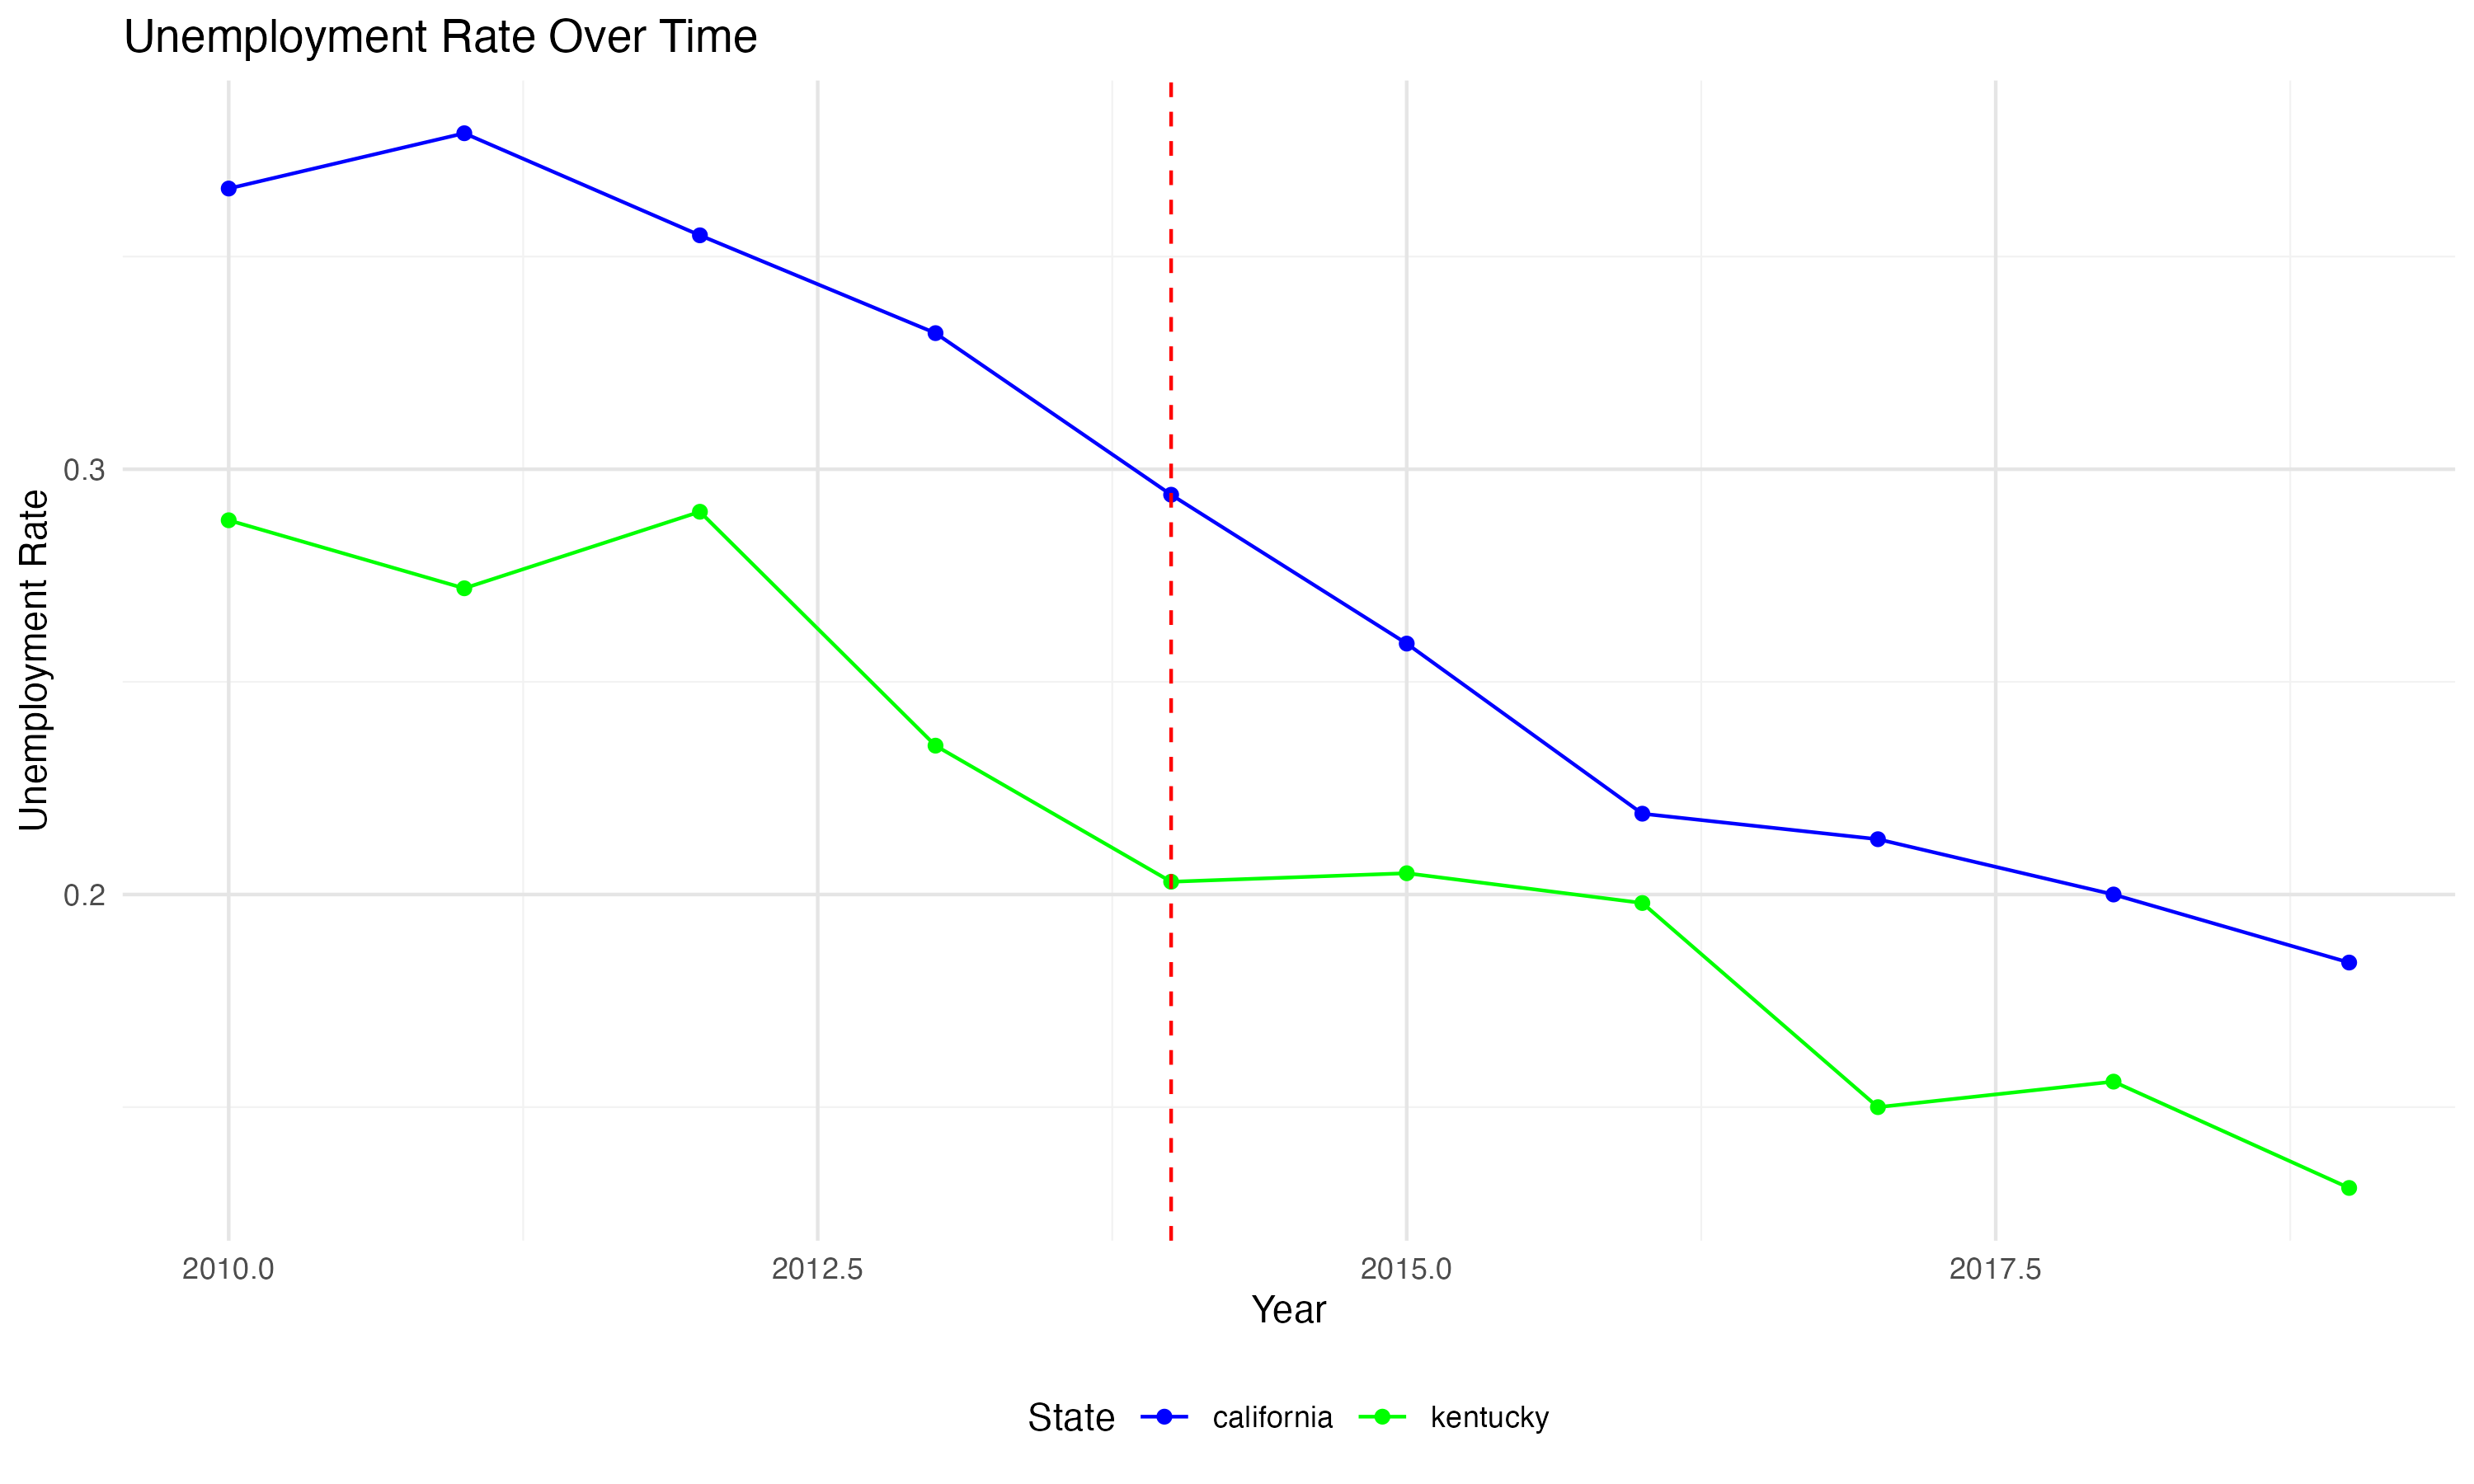 Unemployment Rate Over Time
Unemployment Rate
0.3
0.2
2010.0 2012.5 2015.0 2017.5
Year
State california kentucky